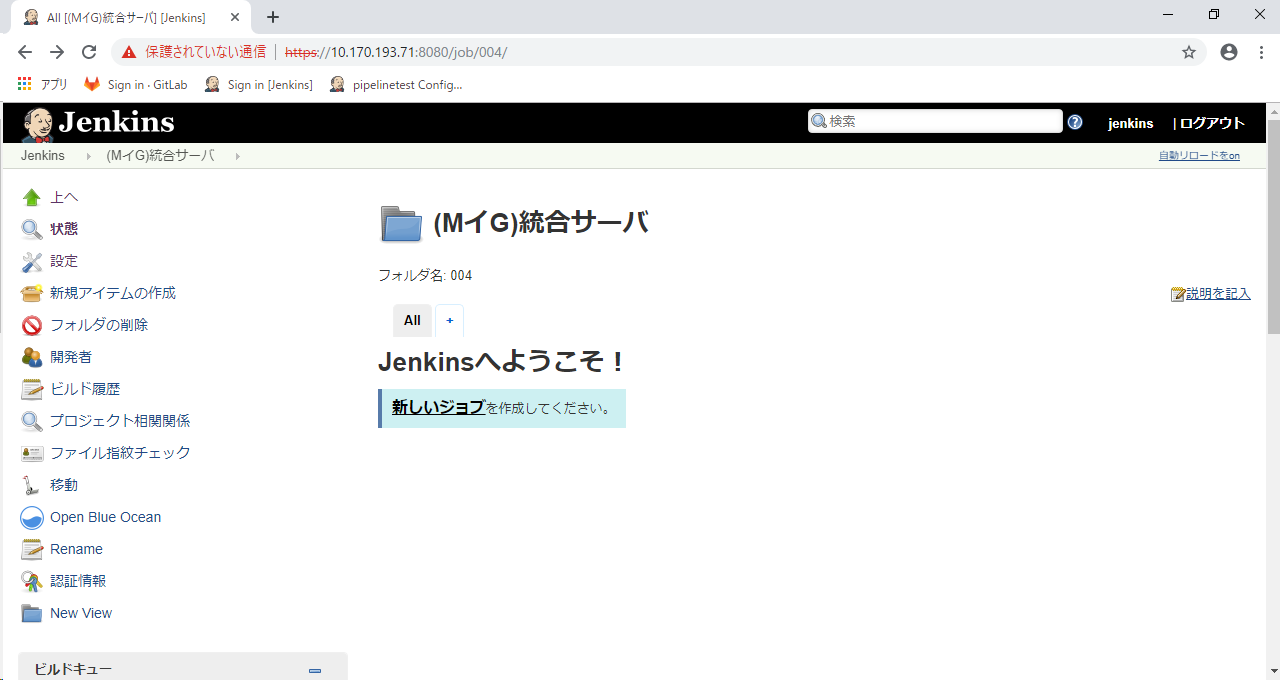 All [(MイG)統合サーバ] [Jenkins]
保護されていない通信 | https://10.170.193.71:8080/job/004/
アプリ Sign in · GitLab Sign in [Jenkins] pipelinetest Config...
Jenkins 検索 jenkins | ログアウト
Jenkins (MイG)統合サーバ 自動リロードをon
上へ
状態
設定
新規アイテムの作成
フォルダの削除
開発者
ビルド履歴
プロジェクト相関関係
ファイル指紋チェック
移動
Open Blue Ocean
Rename
認証情報
New View
ビルドキュー
(MイG)統合サーバ
フォルダ名: 004
説明を記入
All +
Jenkinsへようこそ！
新しいジョブを作成してください。